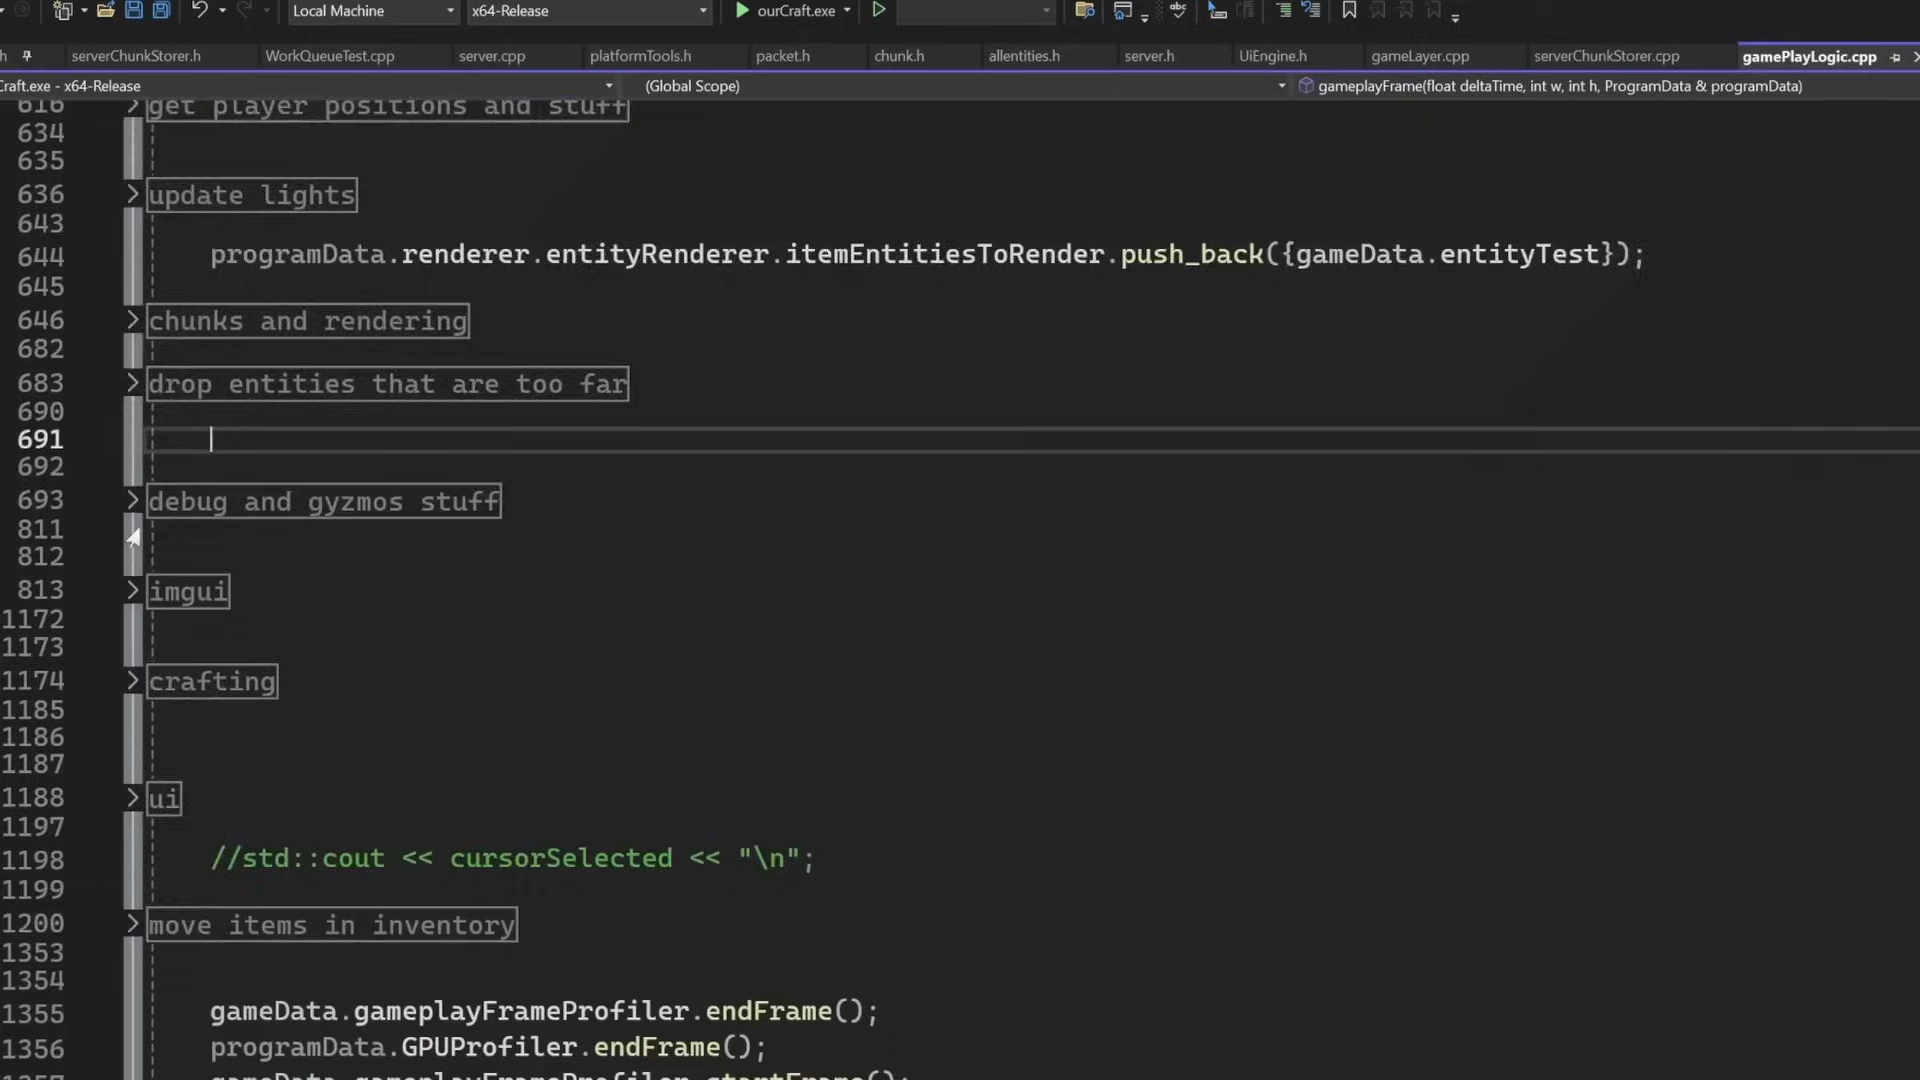 Local Machine x64-Release ourCraft.exe
h serverChunkStorer.h WorkQueueTest.cpp server.cpp platformTools.h packet.h chunk.h allentities.h server.h UiEngine.h gameLayer.cpp serverChunkStorer.cpp gamePlayLogic.cpp
Craft.exe - x64-Release (Global Scope) gameplayFrame(float deltaTime, int w, int h, ProgramData & programData)
616 get player positions and stuff
634
635
636 update lights
643
644 programData.renderer.entityRenderer.itemEntitiesToRender.push_back({gameData.entityTest});
645
646 chunks and rendering
682
683 drop entities that are too far
690
691
692
693 debug and gyzmos stuff
811
812
813 imgui
1172
1173
1174 crafting
1185
1186
1187
1188 ui
1197
1198 //std::cout << cursorSelected << "\n";
1199
1200 move items in inventory
1353
1354
1355 gameData.gameplayFrameProfiler.endFrame();
1356 programData.GPUProfiler.endFrame();
1357 gameData.gameplayFrameProfiler.startFrame();